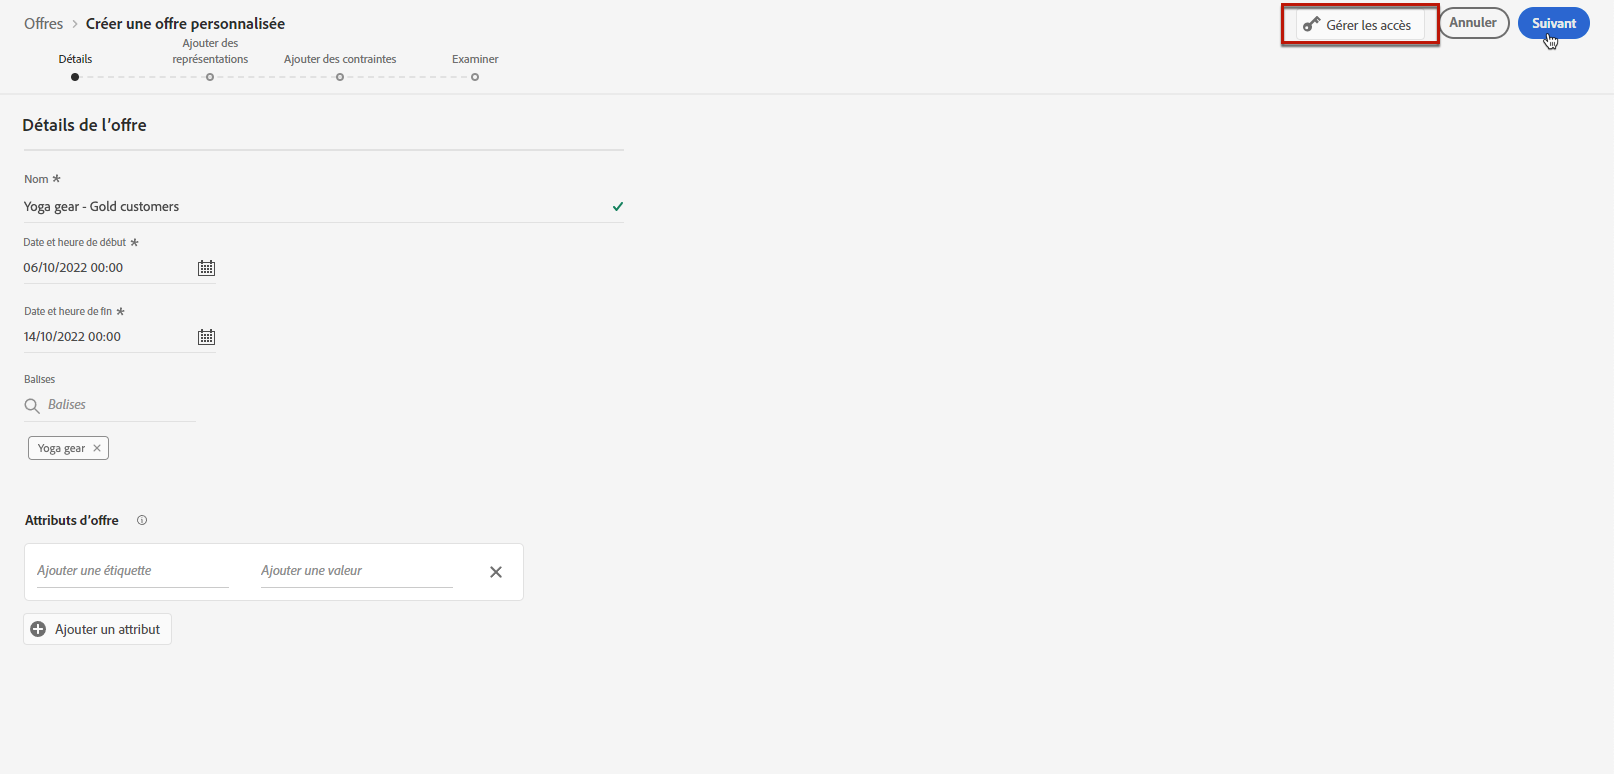 Offres > Créer une offre personnalisée
Gérer les accès
Annuler
Suivant
Détails
Ajouter des
représentations
Ajouter des contraintes
Examiner
Détails de l’offre
Nom *
Yoga gear - Gold customers
Date et heure de début *
06/10/2022 00:00
Date et heure de fin *
14/10/2022 00:00
Balises
Balises
Yoga gear ×
Attributs d’offre
Ajouter une étiquette
Ajouter une valeur
Ajouter un attribut